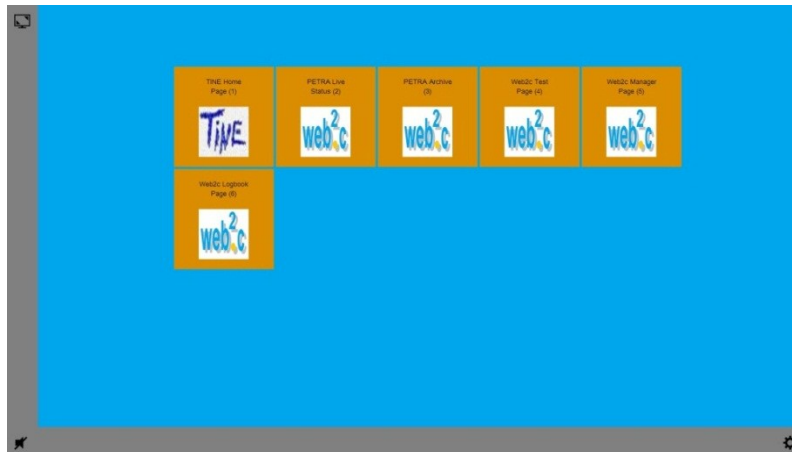 TINE Home
Page (1)
TINE
PETRA Live
Status (2)
web2c
PETRA Archive
(3)
web2c
Web2c Test
Page (4)
web2c
Web2c Manager
Page (5)
web2c
Web2c Logbook
Page (6)
web2c